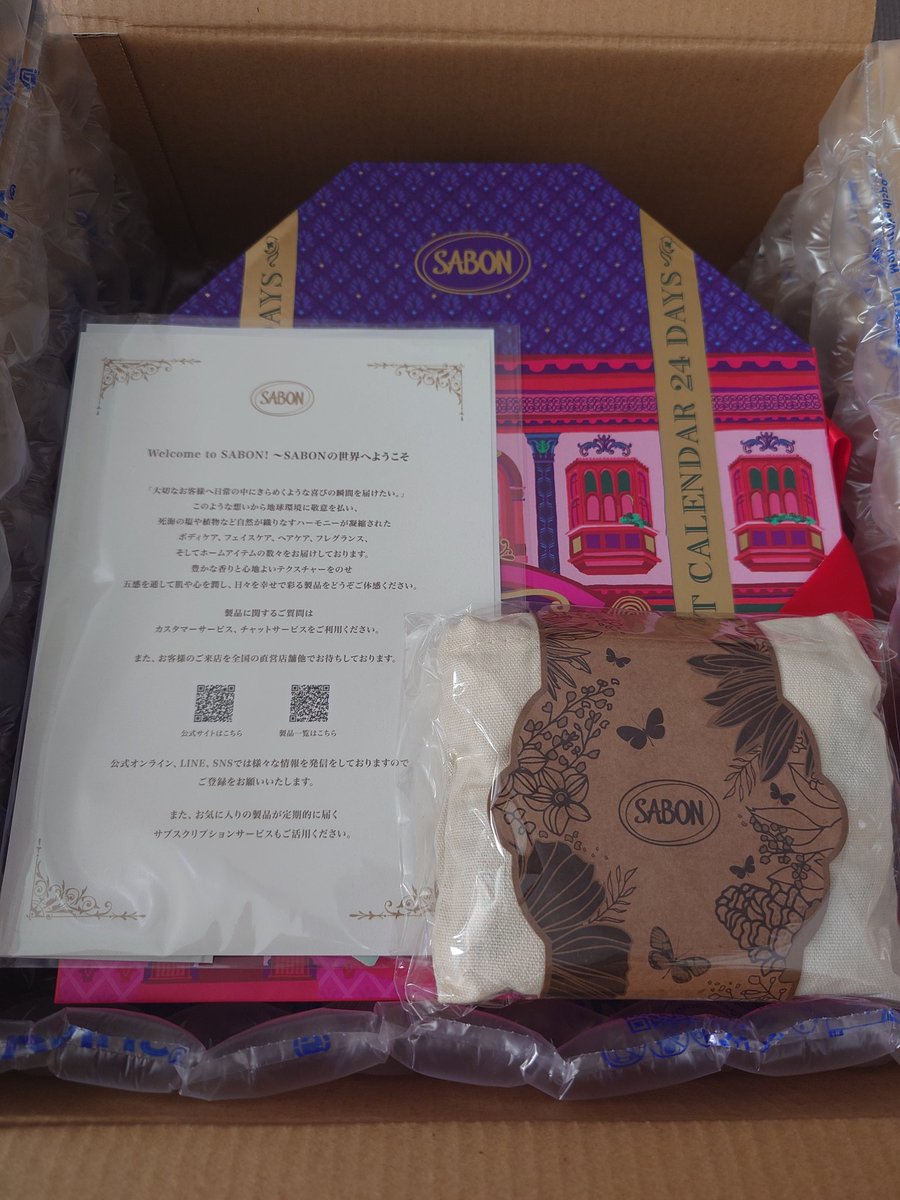 SABON
AYS
T CALENDAR 24 DAYS
SABON
Welcome to SABON! ～SABONの世界へようこそ
「大切なお客様へ日常の中にきらめくような喜びの瞬間を届けたい。」
このような想いから地球環境に敬意を払い、
死海の塩や植物など自然が織りなすハーモニーが凝縮された
ボディケア、フェイスケア、ヘアケア、フレグランス、
そしてホームアイテムの数々をお届けしております。
豊かな香りと心地よいテクスチャーをのせ
五感を通して肌や心を潤し、日々を幸せで彩る製品をどうぞご体感ください。
製品に関するご質問は
カスタマーサービス、チャットサービスをご利用ください。
また、お客様のご来店を全国の直営店舗他でお待ちしております。
公式サイトはこちら
製品一覧はこちら
公式オンライン、LINE、SNSでは様々な情報を発信をしておりますので
ご登録をお願いいたします。
また、お気に入りの製品が定期的に届く
サブスクリプションサービスもご活用ください。
SABON